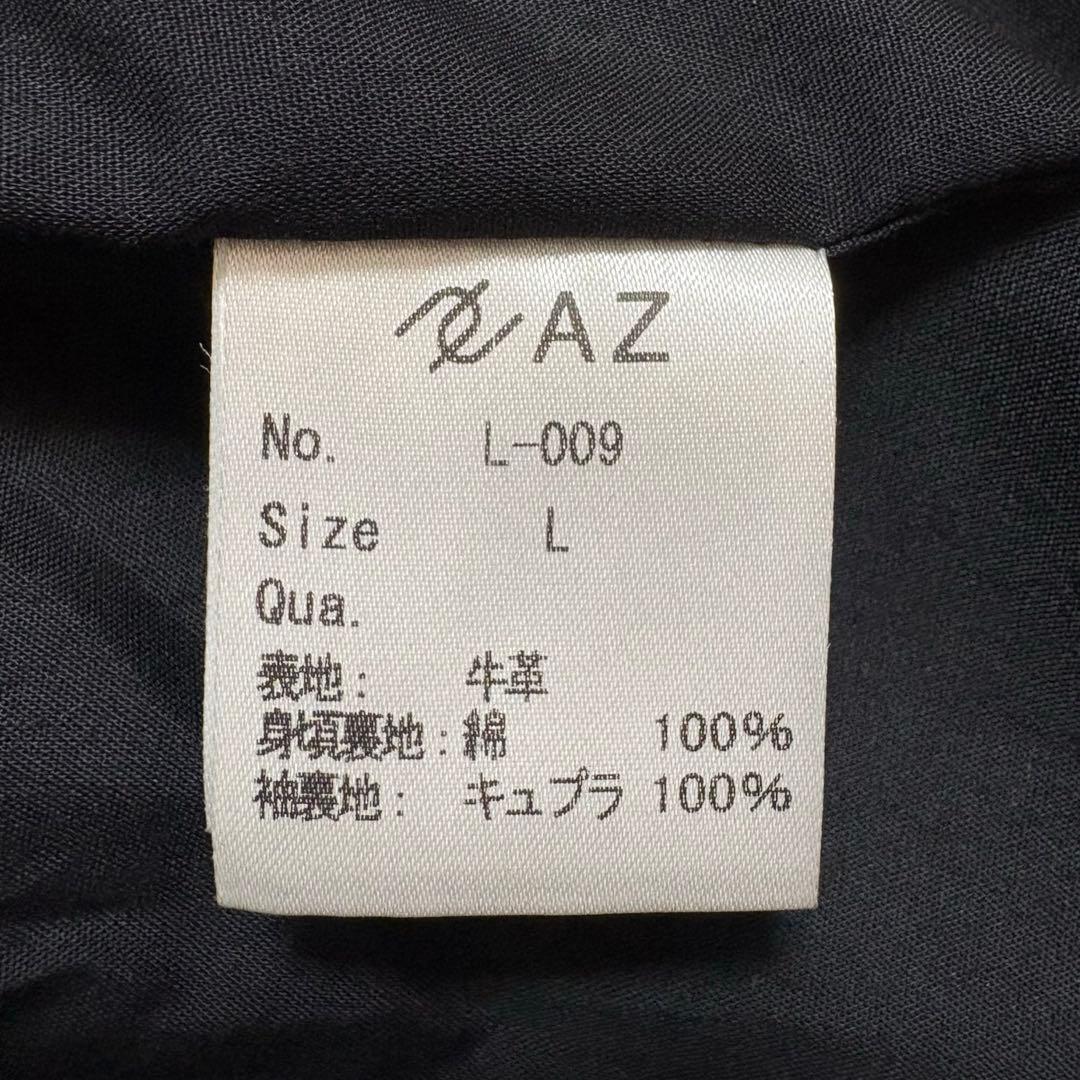 AZ
No. L-009
Size L
Qua.
表地: 牛革
身頃裏地: 綿 100%
袖裏地: キュプラ 100%